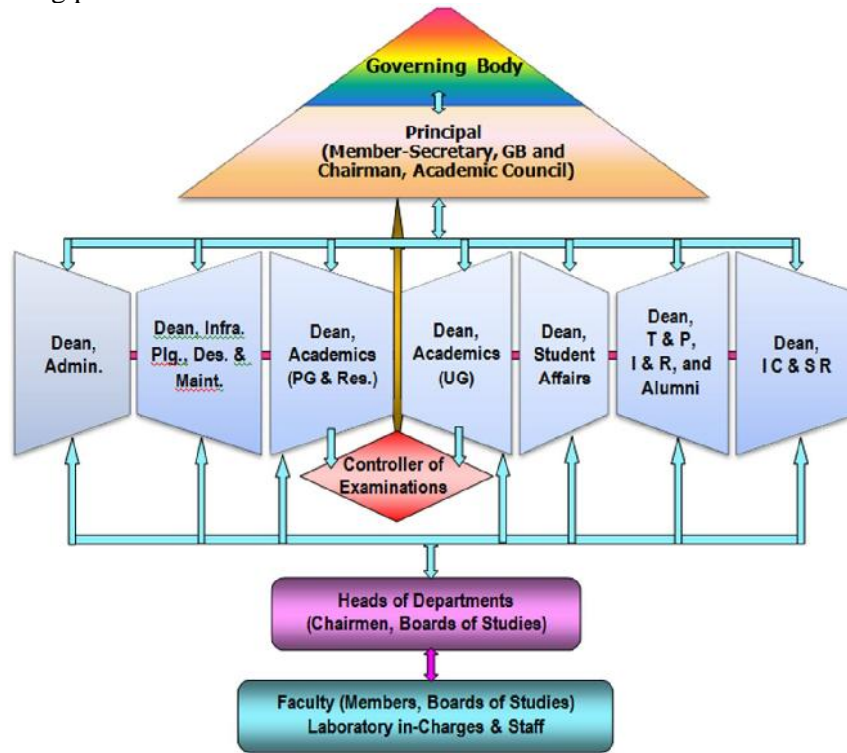 Governing Body
Principal
(Member-Secretary, GB and
Chairman, Academic Council)
Dean,
Admin.
Dean, Infra.
Plg., Des. &
Maint.
Dean,
Academics
(PG & Res.)
Dean,
Academics
(UG)
Dean,
Student
Affairs
Dean,
T & P,
I & R, and
Alumni
Dean,
I C & S R
Controller of
Examinations
Heads of Departments
(Chairmen, Boards of Studies)
Faculty (Members, Boards of Studies)
Laboratory in-Charges & Staff